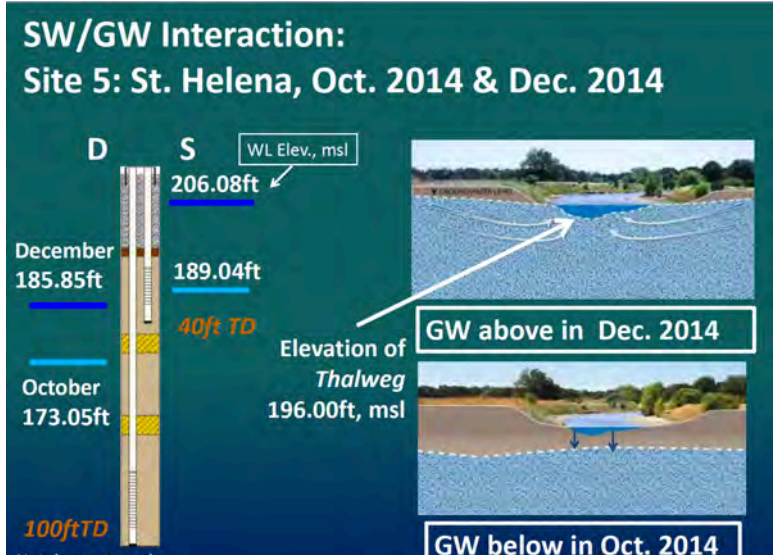 SW/GW Interaction:
Site 5: St. Helena, Oct. 2014 & Dec. 2014
D S
WL Elev., msl
206.08ft
December
185.85ft
189.04ft
40ft TD
October
173.05ft
100ftTD
GROUNDWATER LEVEL
GW above in Dec. 2014
Elevation of
Thalweg
196.00ft, msl
GW below in Oct. 2014